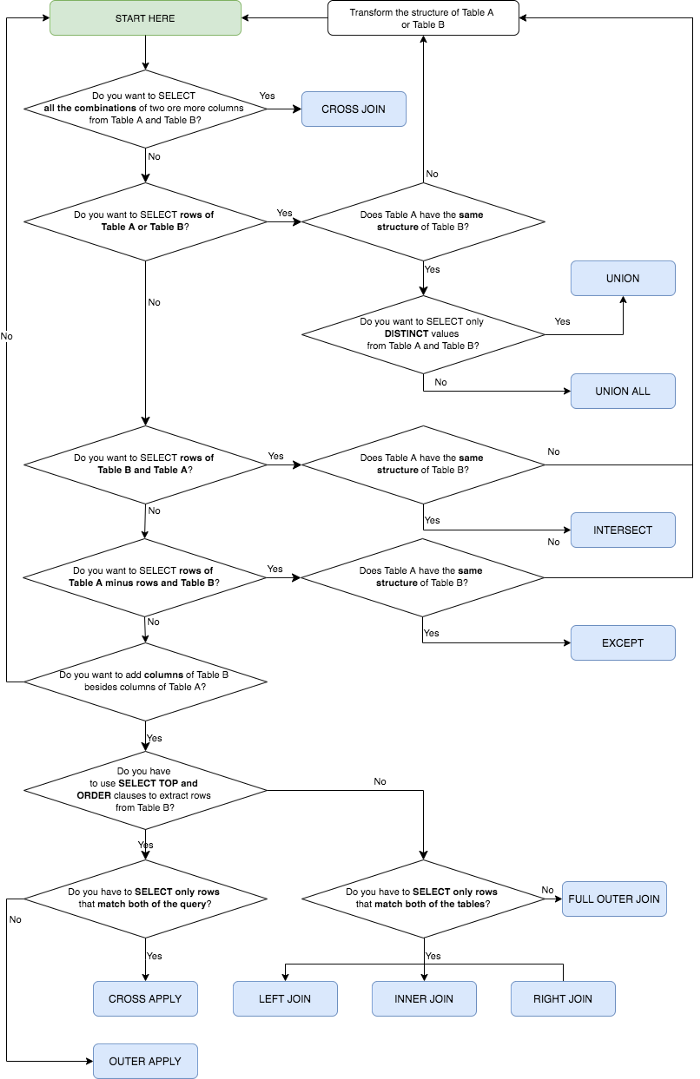 START HERE
Transform the structure of Table A
or Table B
Do you want to SELECT
all the combinations of two ore more columns
from Table A and Table B?
Yes
CROSS JOIN
No
No
Do you want to SELECT rows of
Table A or Table B?
Yes
Does Table A have the same
structure of Table B?
Yes
UNION
No
Do you want to SELECT only
DISTINCT values
from Table A and Table B?
Yes
No
No
UNION ALL
Do you want to SELECT rows of
Table B and Table A?
Yes
Does Table A have the same
structure of Table B?
No
No
Yes
INTERSECT
No
Do you want to SELECT rows of
Table A minus rows and Table B?
Yes
Does Table A have the same
structure of Table B?
No
Yes
EXCEPT
Do you want to add columns of Table B
besides columns of Table A?
Yes
Do you have
to use SELECT TOP and
ORDER clauses to extract rows
from Table B?
No
Yes
Do you have to SELECT only rows
that match both of the query?
Do you have to SELECT only rows
that match both of the tables?
No
FULL OUTER JOIN
No
Yes
Yes
CROSS APPLY
LEFT JOIN
INNER JOIN
RIGHT JOIN
OUTER APPLY